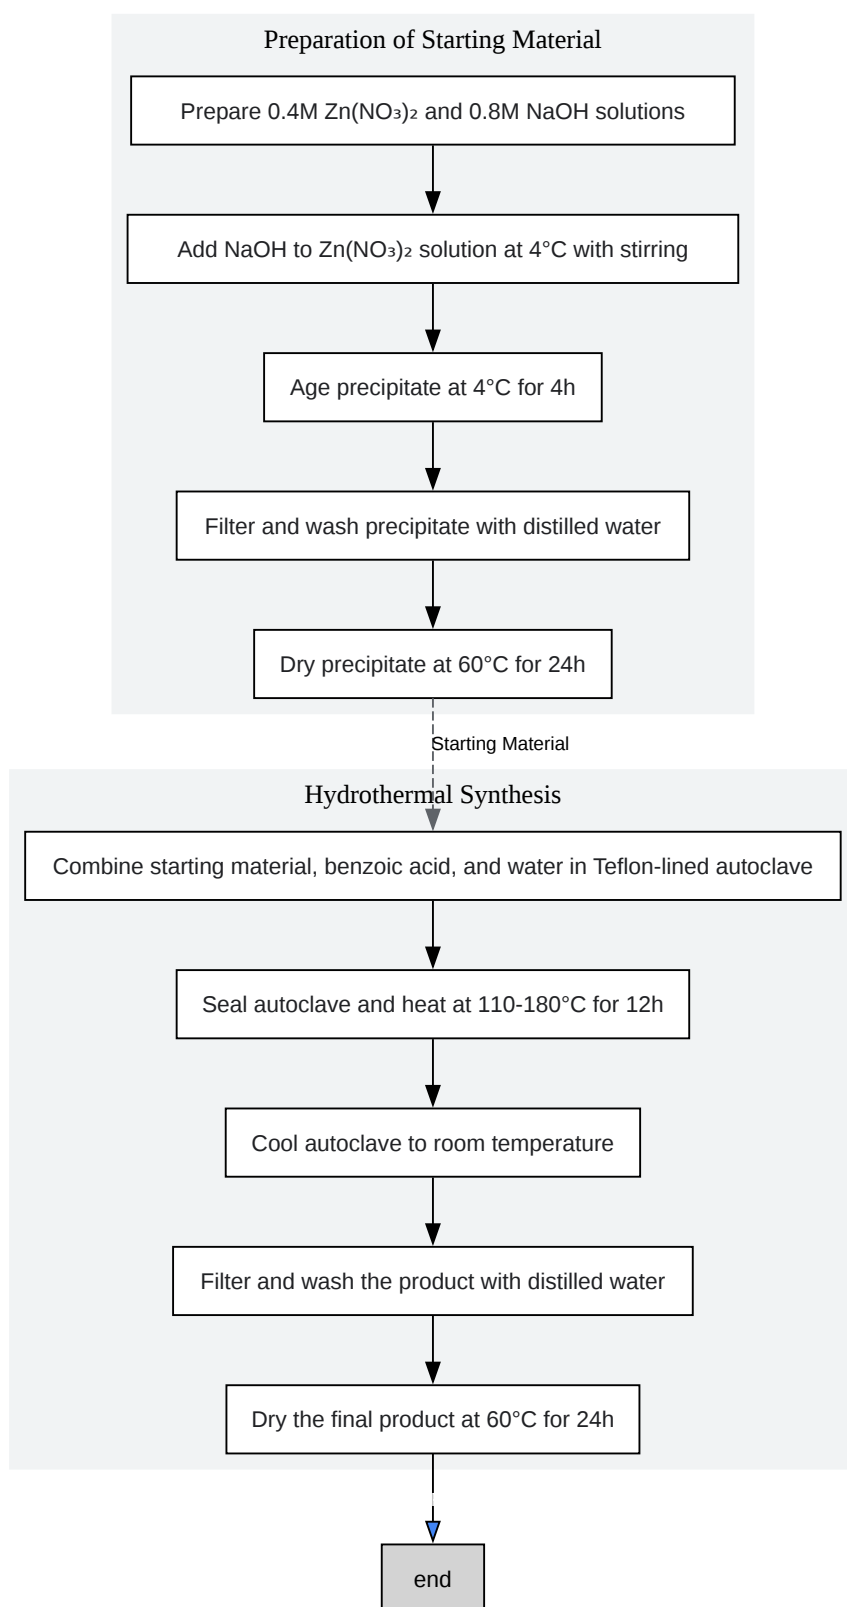 Preparation of Starting Material
Prepare 0.4M Zn(NO₃)₂ and 0.8M NaOH solutions
Add NaOH to Zn(NO₃)₂ solution at 4°C with stirring
Age precipitate at 4°C for 4h
Filter and wash precipitate with distilled water
Dry precipitate at 60°C for 24h
Starting Material
Hydrothermal Synthesis
Combine starting material, benzoic acid, and water in Teflon-lined autoclave
Seal autoclave and heat at 110-180°C for 12h
Cool autoclave to room temperature
Filter and wash the product with distilled water
Dry the final product at 60°C for 24h
end